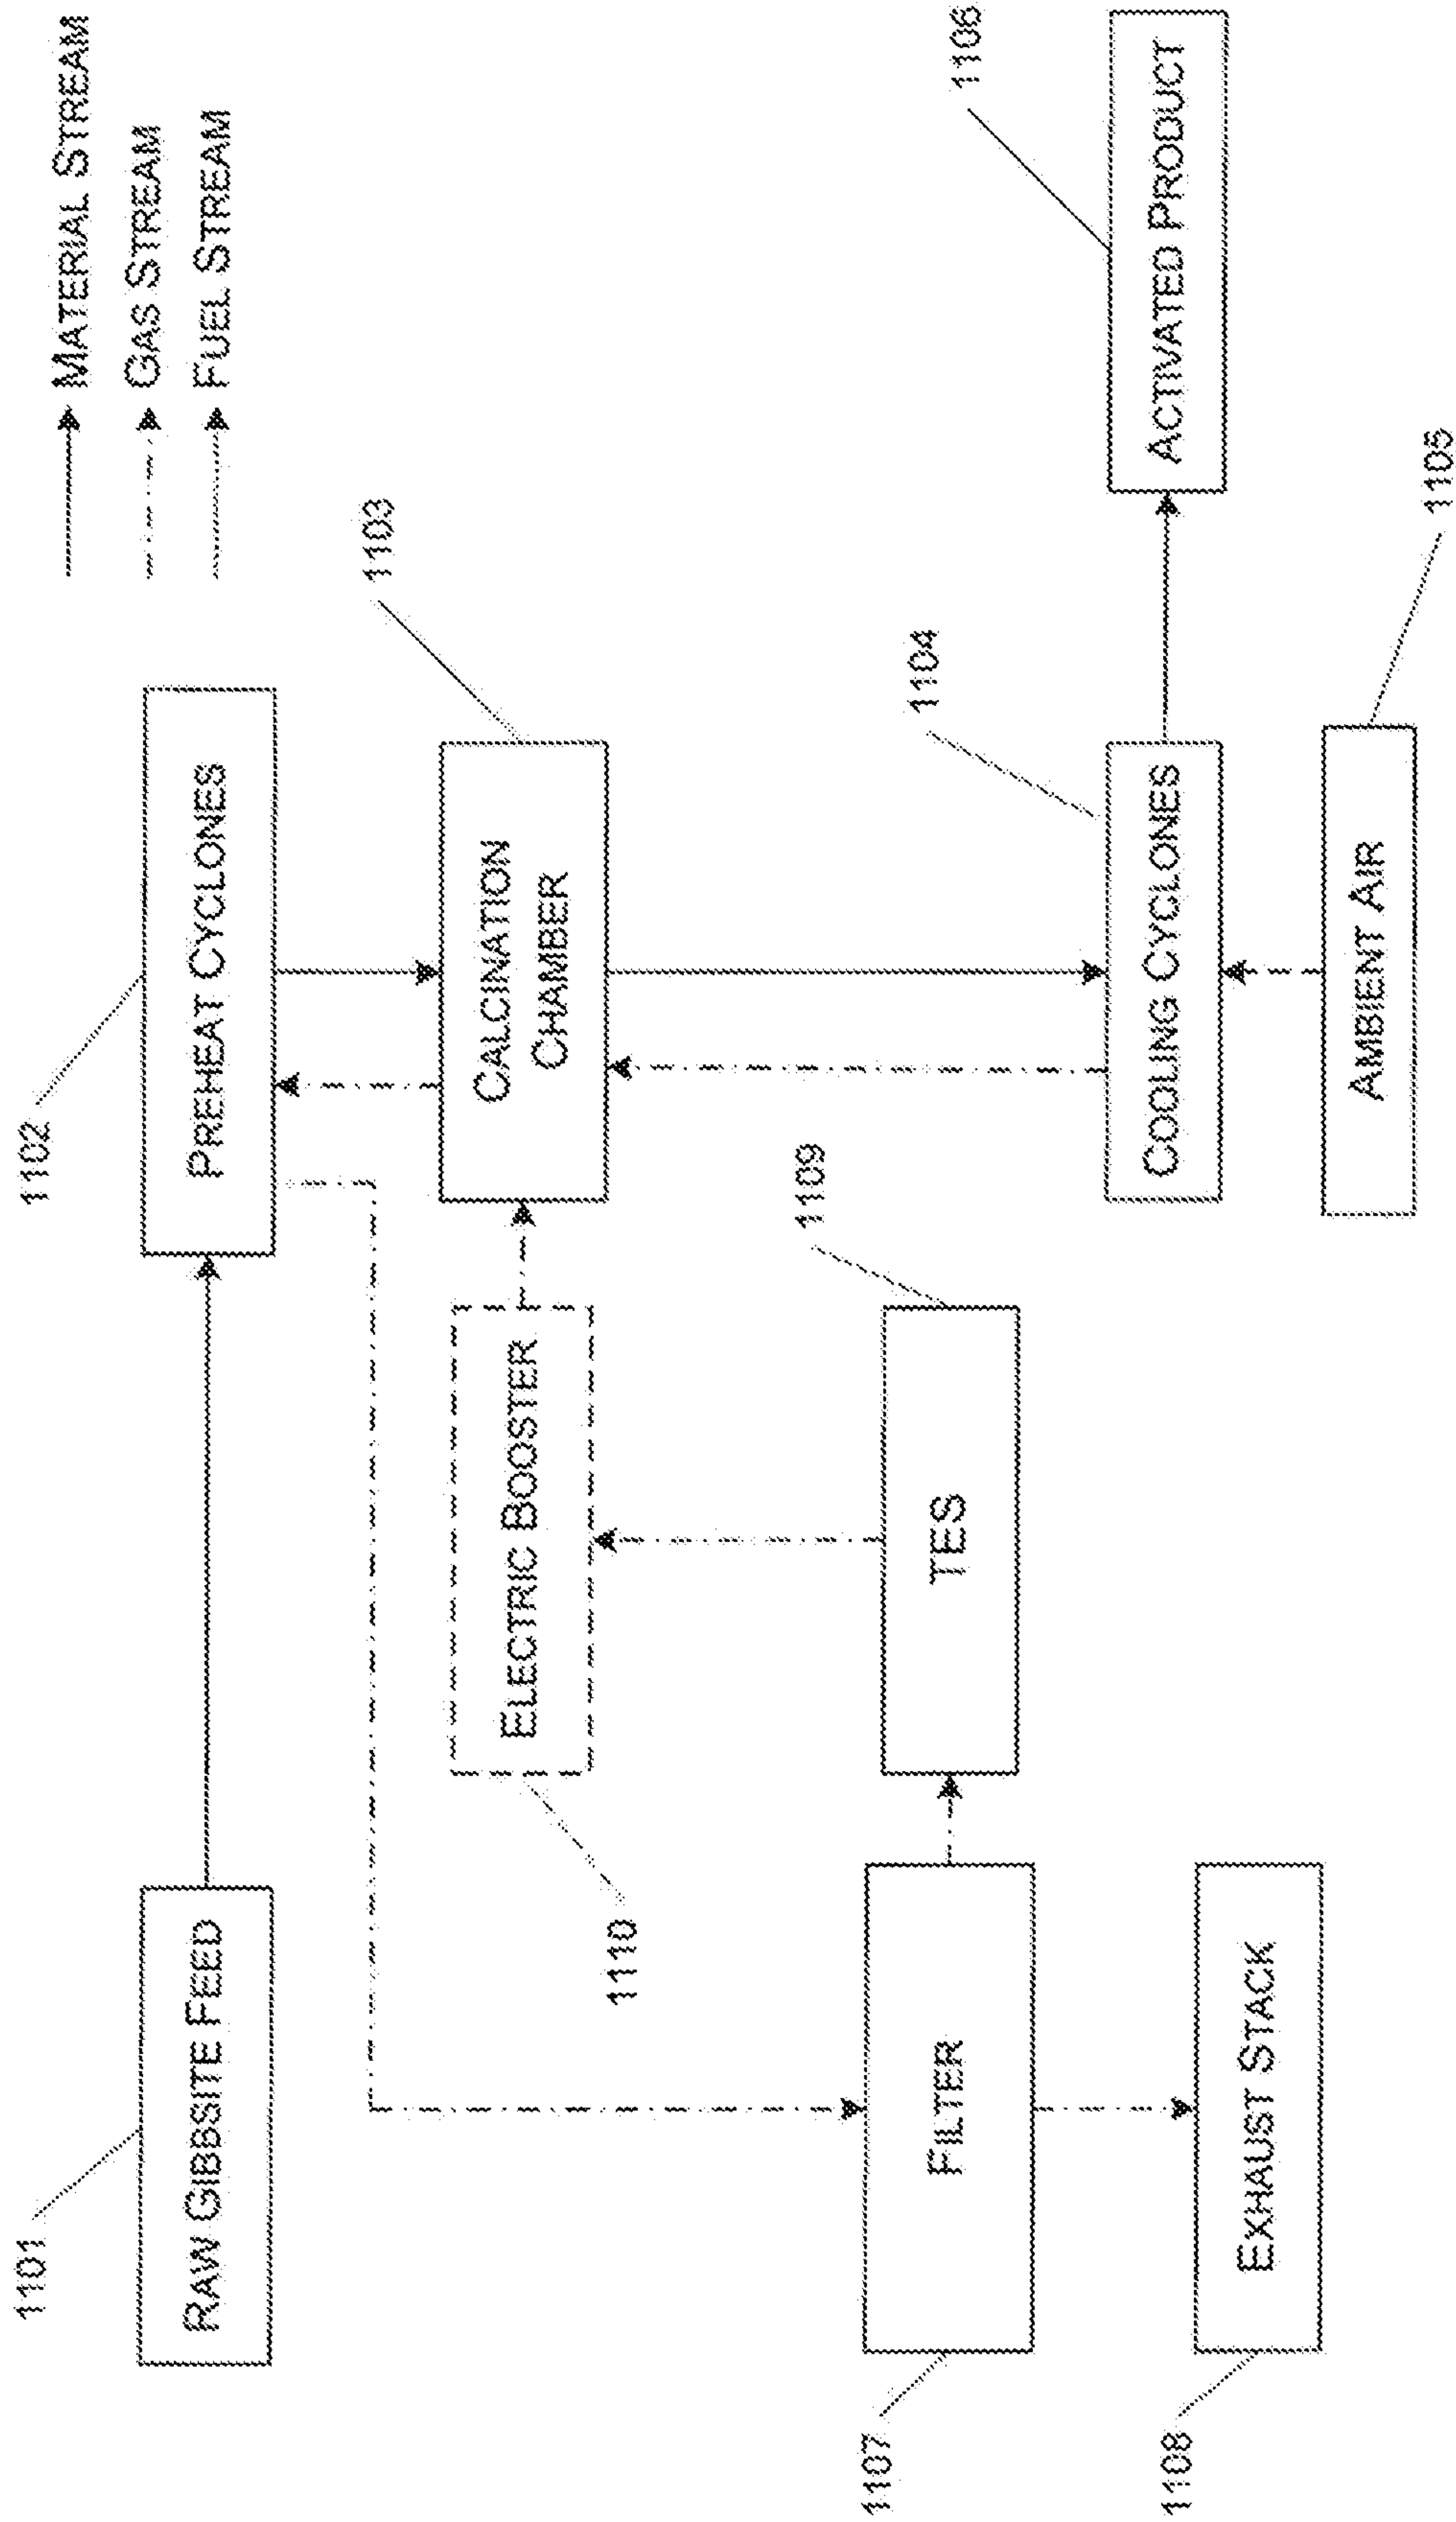 MATERIAL STREAM
GAS STREAM
FUEL STREAM
1101
RAW GIBBSITE FEED
1102
PREHEAT CYCLONES
1103
CALCINATION
CHAMBER
1110
ELECTRIC BOOSTER
1109
TES
1107
FILTER
1108
EXHAUST STACK
1104
COOLING CYCLONES
1106
ACTIVATED PRODUCT
1105
AMBIENT AIR